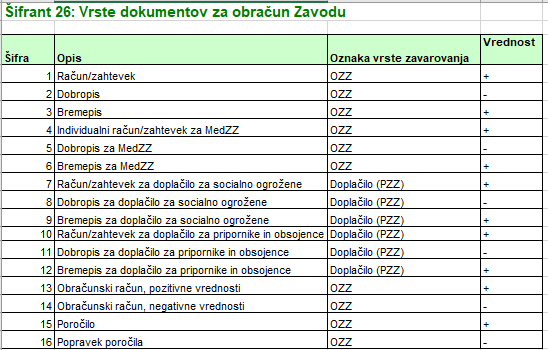 Šifrant 26: Vrste dokumentov za obračun Zavodu
Šifra Opis Oznaka vrste zavarovanja Vrednost
1 Račun/zahtevek OZZ +
2 Dobropis OZZ -
3 Bremepis OZZ +
4 Individualni račun/zahtevek za MedZZ OZZ +
5 Dobopis za MedZZ OZZ -
6 Bremepis za MedZZ OZZ +
7 Račun/zahtevek za doplačilo za socialno ogrožene Doplačilo (PZZ) +
8 Dobropis za doplačilo za socialno ogrožene Doplačilo (PZZ) -
9 Bremepis za doplačilo za socialno ogrožene Doplačilo (PZZ) +
10 Račun/zahtevek za doplačilo za pripornike in obsojence Doplačilo (PZZ) +
11 Dobropis za doplačilo za pripornike in obsojence Doplačilo (PZZ) -
12 Bremepis za doplačilo za pripornike in obsojence Doplačilo (PZZ) +
13 Obračunski račun, pozitivne vrednosti OZZ +
14 Obračunski račun, negativne vrednosti OZZ -
15 Poročilo OZZ +
16 Popravek poročila OZZ -